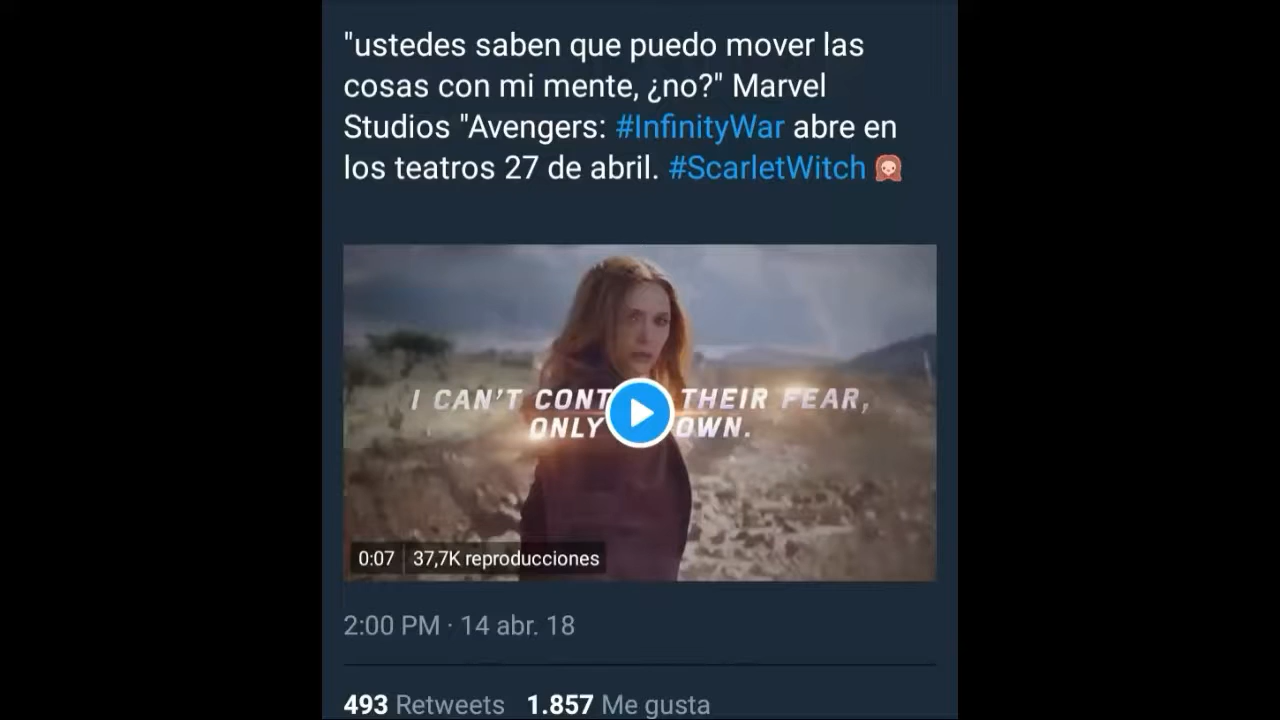 "ustedes saben que puedo mover las
cosas con mi mente, ¿no?" Marvel
Studios "Avengers: #InfinityWar abre en
los teatros 27 de abril. #ScarletWitch
I CAN'T CONT THEIR FEAR,
ONLY OWN.
0:07 37,7K reproducciones
2:00 PM · 14 abr. 18
493 Retweets 1.857 Me gusta